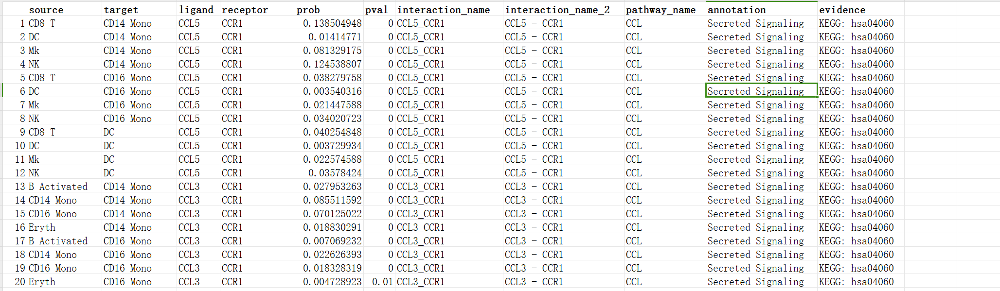 source target ligand receptor prob pval interaction_name interaction_name_2 pathway_name annotation evidence
1 CD8 T CD14 Mono CCL5 CCR1 0.138504948 0 CCL5_CCR1 CCL5 - CCR1 CCL Secreted Signaling KEGG: hsa04060
2 DC CD14 Mono CCL5 CCR1 0.01414771 0 CCL5_CCR1 CCL5 - CCR1 CCL Secreted Signaling KEGG: hsa04060
3 Mk CD14 Mono CCL5 CCR1 0.081329175 0 CCL5_CCR1 CCL5 - CCR1 CCL Secreted Signaling KEGG: hsa04060
4 NK CD14 Mono CCL5 CCR1 0.124538807 0 CCL5_CCR1 CCL5 - CCR1 CCL Secreted Signaling KEGG: hsa04060
5 CD8 T CD16 Mono CCL5 CCR1 0.038279758 0 CCL5_CCR1 CCL5 - CCR1 CCL Secreted Signaling KEGG: hsa04060
6 DC CD16 Mono CCL5 CCR1 0.003540316 0 CCL5_CCR1 CCL5 - CCR1 CCL Secreted Signaling KEGG: hsa04060
7 Mk CD16 Mono CCL5 CCR1 0.021447588 0 CCL5_CCR1 CCL5 - CCR1 CCL Secreted Signaling KEGG: hsa04060
8 NK CD16 Mono CCL5 CCR1 0.034020723 0 CCL5_CCR1 CCL5 - CCR1 CCL Secreted Signaling KEGG: hsa04060
9 CD8 T DC CCL5 CCR1 0.040254848 0 CCL5_CCR1 CCL5 - CCR1 CCL Secreted Signaling KEGG: hsa04060
10 DC DC CCL5 CCR1 0.003729934 0 CCL5_CCR1 CCL5 - CCR1 CCL Secreted Signaling KEGG: hsa04060
11 Mk DC CCL5 CCR1 0.022574588 0 CCL5_CCR1 CCL5 - CCR1 CCL Secreted Signaling KEGG: hsa04060
12 NK DC CCL5 CCR1 0.03578424 0 CCL5_CCR1 CCL5 - CCR1 CCL Secreted Signaling KEGG: hsa04060
13 B Activated CD14 Mono CCL3 CCR1 0.027953263 0 CCL3_CCR1 CCL3 - CCR1 CCL Secreted Signaling KEGG: hsa04060
14 CD14 Mono CD14 Mono CCL3 CCR1 0.085511592 0 CCL3_CCR1 CCL3 - CCR1 CCL Secreted Signaling KEGG: hsa04060
15 CD16 Mono CD14 Mono CCL3 CCR1 0.070125022 0 CCL3_CCR1 CCL3 - CCR1 CCL Secreted Signaling KEGG: hsa04060
16 Eryth CD14 Mono CCL3 CCR1 0.018830291 0 CCL3_CCR1 CCL3 - CCR1 CCL Secreted Signaling KEGG: hsa04060
17 B Activated CD16 Mono CCL3 CCR1 0.007069232 0 CCL3_CCR1 CCL3 - CCR1 CCL Secreted Signaling KEGG: hsa04060
18 CD14 Mono CD16 Mono CCL3 CCR1 0.022626393 0 CCL3_CCR1 CCL3 - CCR1 CCL Secreted Signaling KEGG: hsa04060
19 CD16 Mono CD16 Mono CCL3 CCR1 0.018328319 0 CCL3_CCR1 CCL3 - CCR1 CCL Secreted Signaling KEGG: hsa04060
20 Eryth CD16 Mono CCL3 CCR1 0.004728923 0.01 CCL3_CCR1 CCL3 - CCR1 CCL Secreted Signaling KEGG: hsa04060